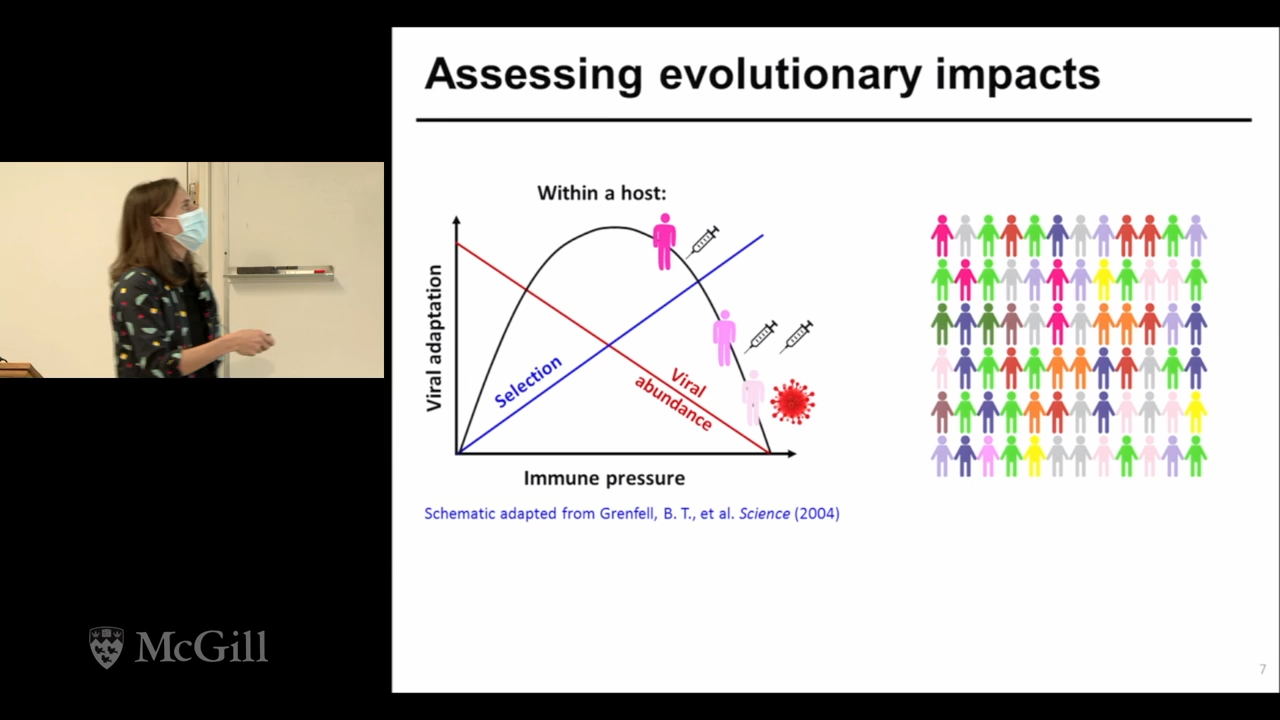 Assessing evolutionary impacts
Within a host:
Viral adaptation
Selection
Viral
abundance
Immune pressure
Schematic adapted from Grenfell, B. T., et al. Science (2004)
McGill
7